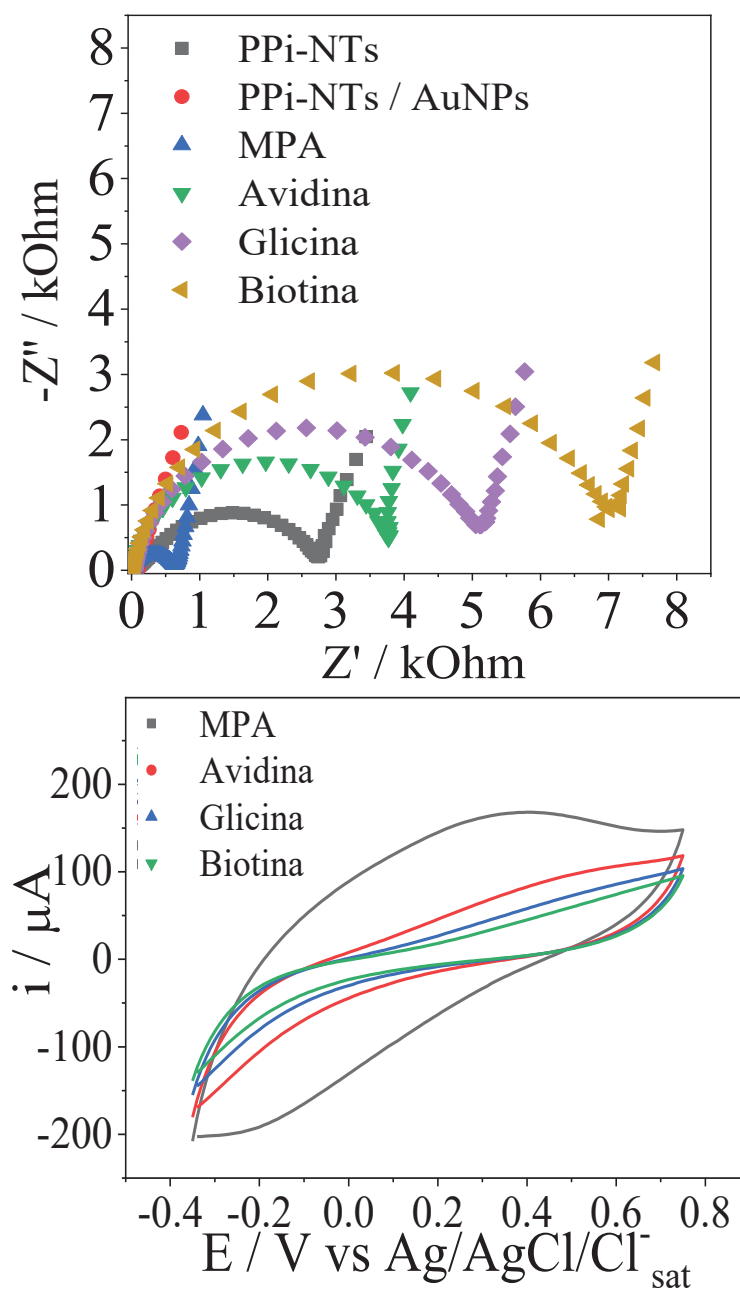 PPi-NTs
PPi-NTs / AuNPs
MPA
Avidina
Glicina
Biotina
8
7
6
5
4
3
2
1
0
-Z" / kOhm
0 1 2 3 4 5 6 7 8
Z' / kOhm
MPA
Avidina
Glicina
Biotina
200
100
0
-100
-200
i / μA
-0.4 -0.2 0.0 0.2 0.4 0.6 0.8
E / V vs Ag/AgCl/Cl⁻sat